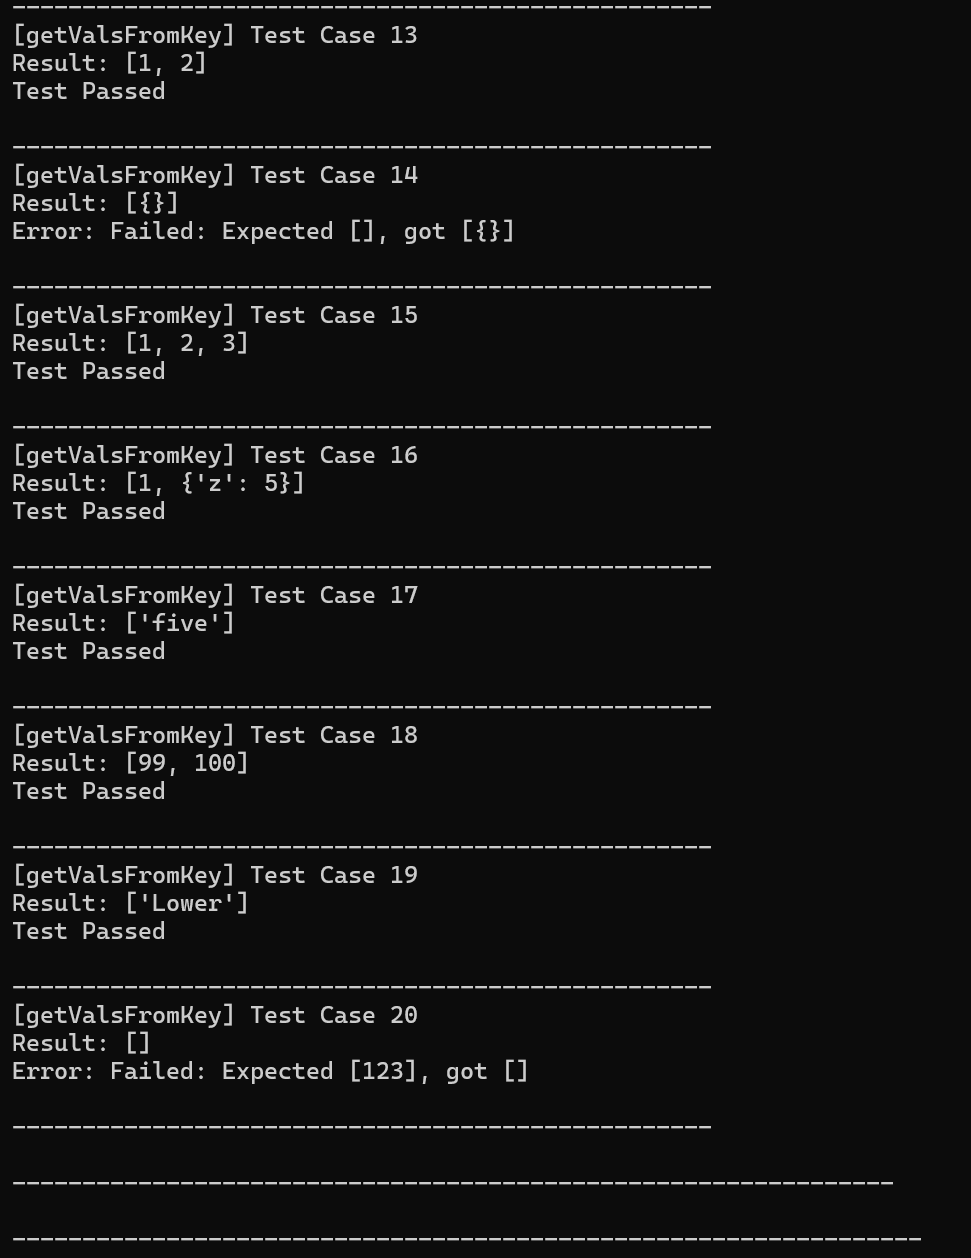 --------------------------------------------------
[getValsFromKey] Test Case 13
Result: [1, 2]
Test Passed
--------------------------------------------------
[getValsFromKey] Test Case 14
Result: [{}]
Error: Failed: Expected [], got [{}]
--------------------------------------------------
[getValsFromKey] Test Case 15
Result: [1, 2, 3]
Test Passed
--------------------------------------------------
[getValsFromKey] Test Case 16
Result: [1, {'z': 5}]
Test Passed
--------------------------------------------------
[getValsFromKey] Test Case 17
Result: ['five']
Test Passed
--------------------------------------------------
[getValsFromKey] Test Case 18
Result: [99, 100]
Test Passed
--------------------------------------------------
[getValsFromKey] Test Case 19
Result: ['Lower']
Test Passed
--------------------------------------------------
[getValsFromKey] Test Case 20
Result: []
Error: Failed: Expected [123], got []
--------------------------------------------------
---------------------------------------------------------------
-----------------------------------------------------------------